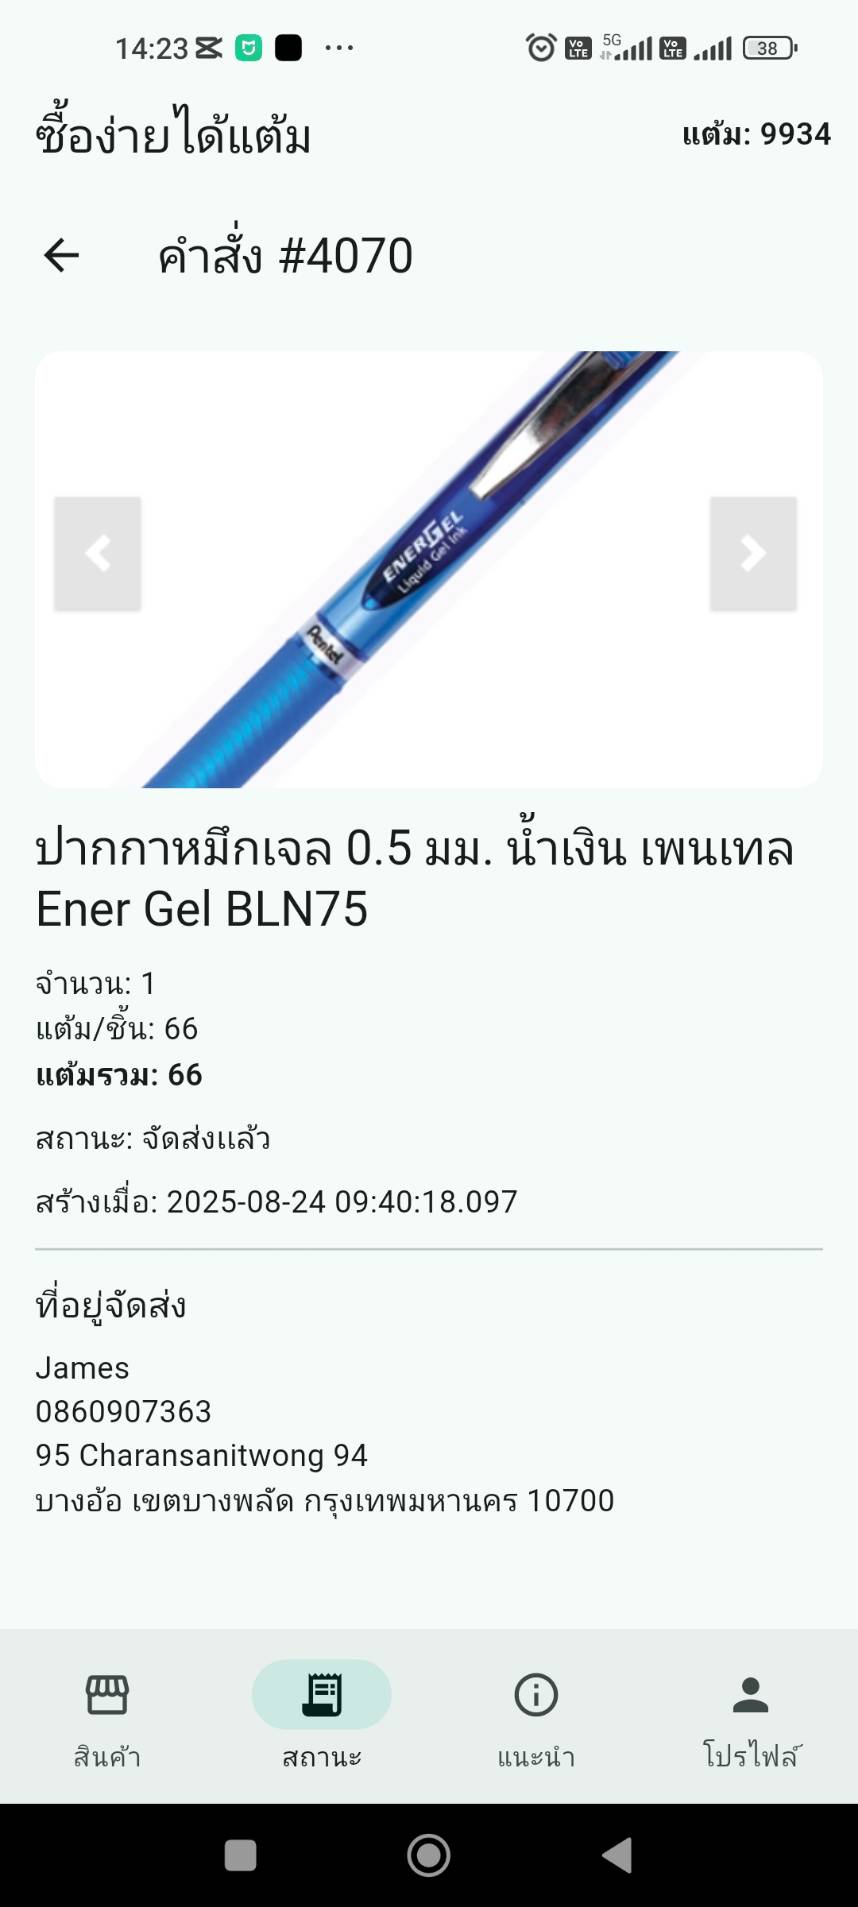 14:23
Vo LTE 5G Vo LTE 38
ซื้อง่ายได้แต้ม
แต้ม: 9934
คำสั่ง #4070
ENERGEL
Liquid Gel Ink
Pentel
ปากกาหมึกเจล 0.5 มม. น้ำเงิน เพนเทล
Ener Gel BLN75
จำนวน: 1
แต้ม/ชิ้น: 66
แต้มรวม: 66
สถานะ: จัดส่งแล้ว
สร้างเมื่อ: 2025-08-24 09:40:18.097
ที่อยู่จัดส่ง
James
0860907363
95 Charansanitwong 94
บางอ้อ เขตบางพลัด กรุงเทพมหานคร 10700
สินค้า
สถานะ
แนะนำ
โปรไฟล์